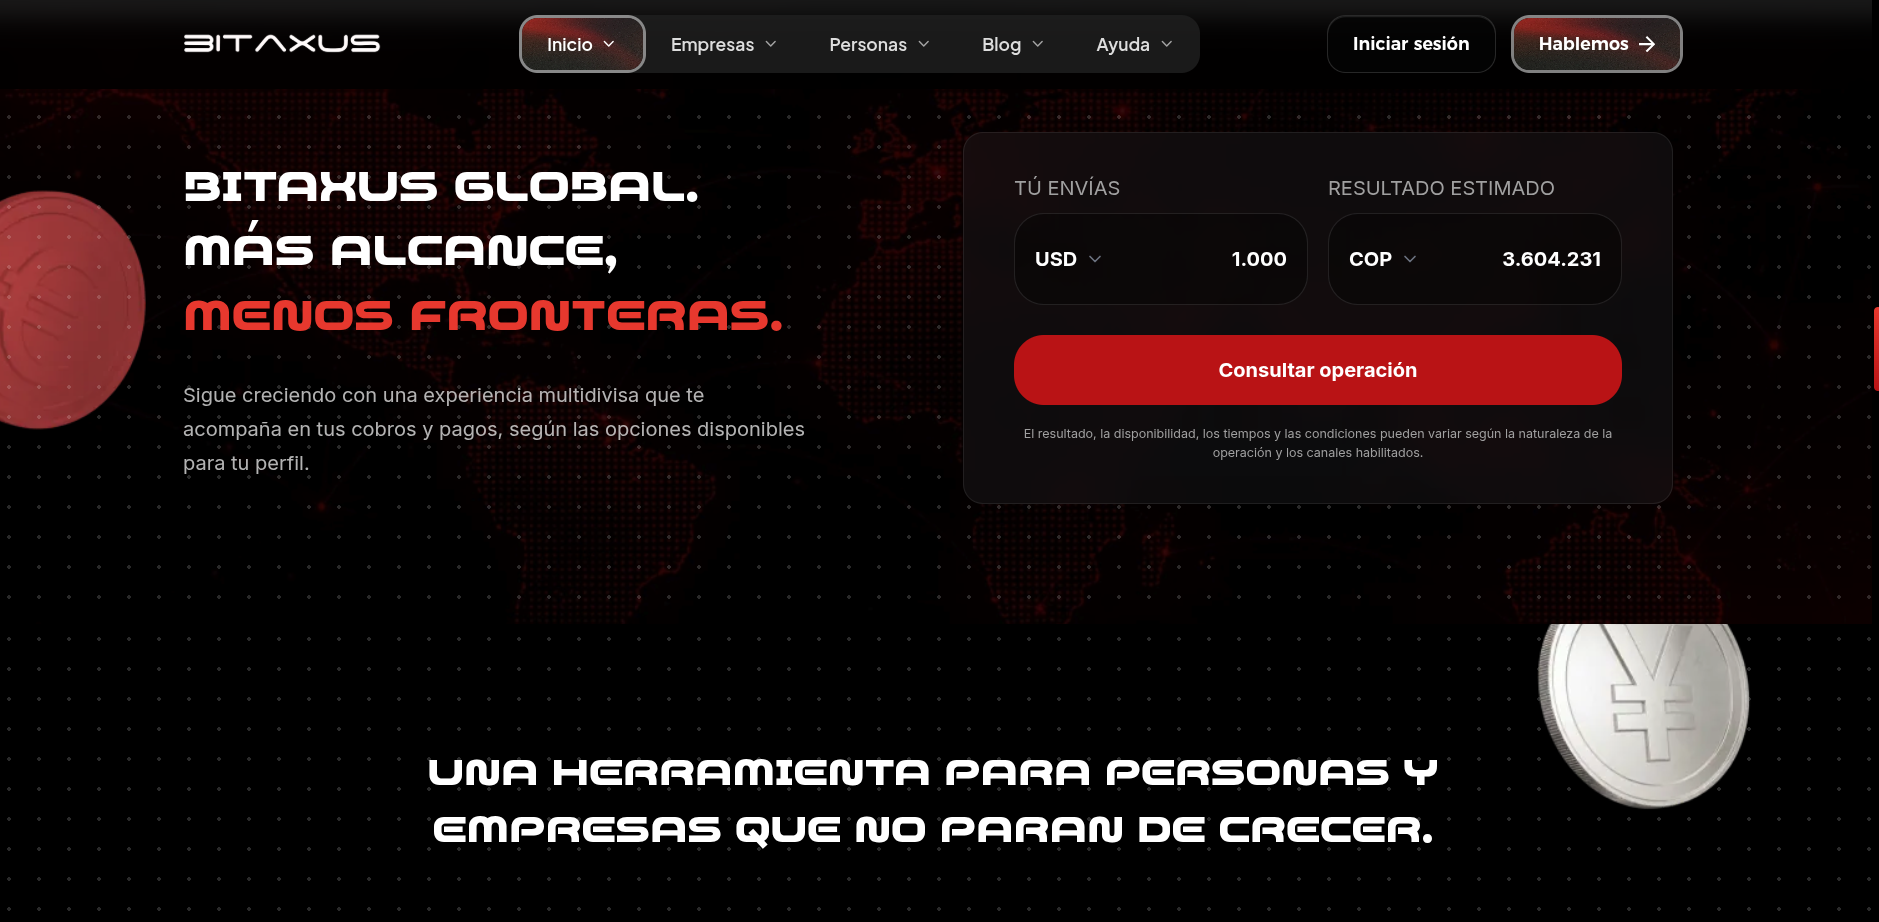 BITAXUS
Inicio
Empresas
Personas
Blog
Ayuda
Iniciar sesión
Hablemos
BITAXUS GLOBAL.
MÁS ALCANCE,
MENOS FRONTERAS.
Sigue creciendo con una experiencia multidivisa que te
acompaña en tus cobros y pagos, según las opciones disponibles
para tu perfil.
TÚ ENVÍAS
USD
1.000
RESULTADO ESTIMADO
COP
3.604.231
Consultar operación
El resultado, la disponibilidad, los tiempos y las condiciones pueden variar según la naturaleza de la
operación y los canales habilitados.
UNA HERRAMIENTA PARA PERSONAS Y
EMPRESAS QUE NO PARAN DE CRECER.